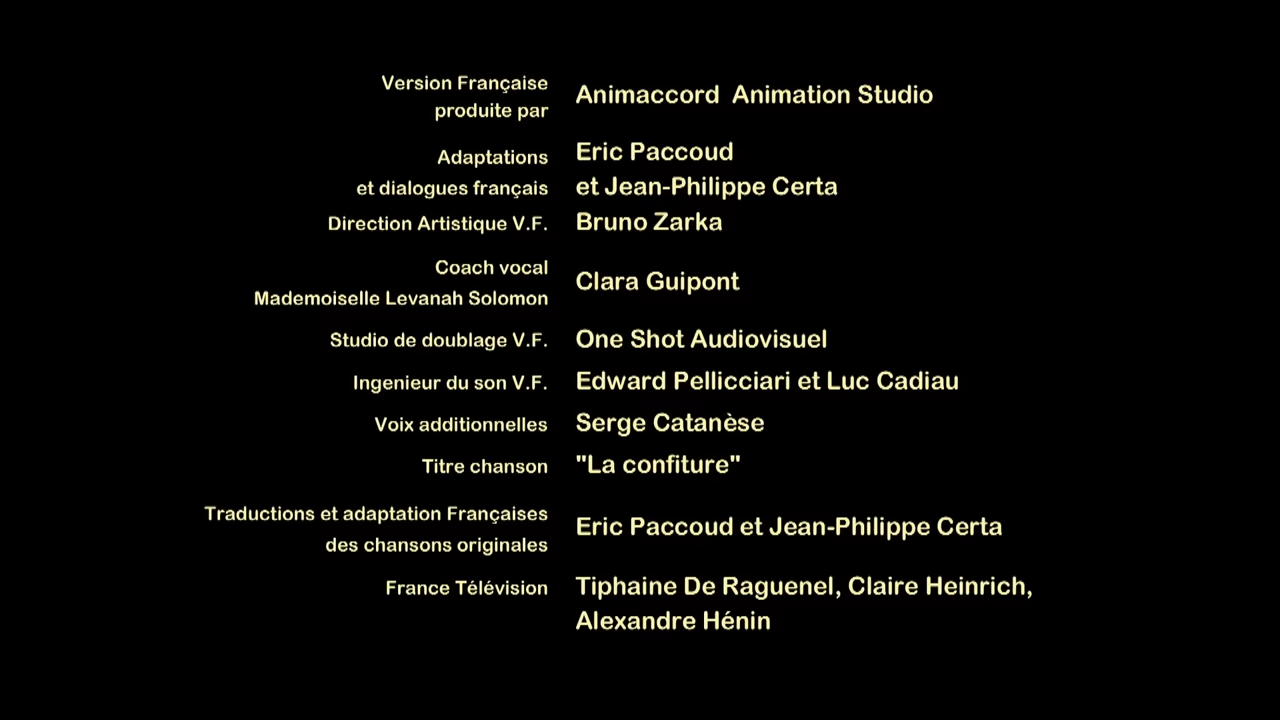 Version Française
produite par
Animaccord Animation Studio
Adaptations
et dialogues français
Eric Paccoud
et Jean-Philippe Certa
Direction Artistique V.F.
Bruno Zarka
Coach vocal
Mademoiselle Levanah Solomon
Clara Guipont
Studio de doublage V.F.
One Shot Audiovisuel
Ingenieur du son V.F.
Edward Pellicciari et Luc Cadiau
Voix additionnelles
Serge Catanèse
Titre chanson
"La confiture"
Traductions et adaptation Françaises
des chansons originales
Eric Paccoud et Jean-Philippe Certa
France Télévision
Tiphaine De Raguenel, Claire Heinrich,
Alexandre Hénin